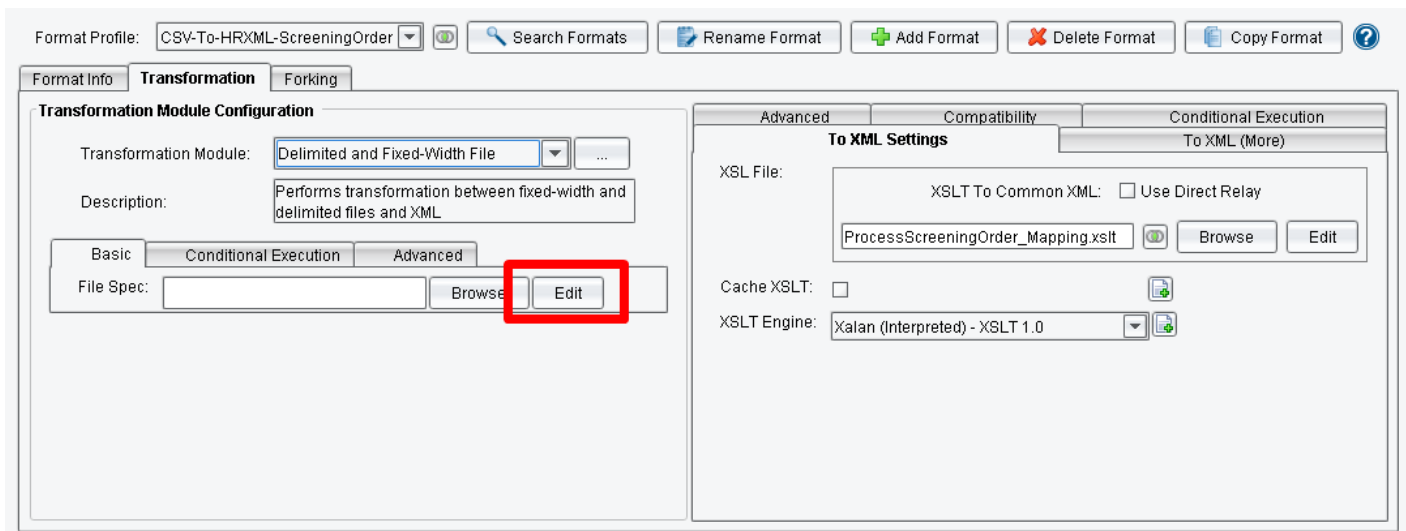 Format Profile: CSV-To-HRXML-ScreeningOrder Search Formats Rename Format Add Format Delete Format Copy Format ?
Format Info Transformation Forking
Transformation Module Configuration
Transformation Module: Delimited and Fixed-Width File ...
Description: Performs transformation between fixed-width and
delimited files and XML
Basic Conditional Execution Advanced
File Spec: Browse Edit
Advanced Compatibility Conditional Execution
To XML Settings To XML (More)
XSL File:
XSLT To Common XML: Use Direct Relay
ProcessScreeningOrder_Mapping.xslt Browse Edit
Cache XSLT:
XSLT Engine: Xalan (Interpreted) - XSLT 1.0